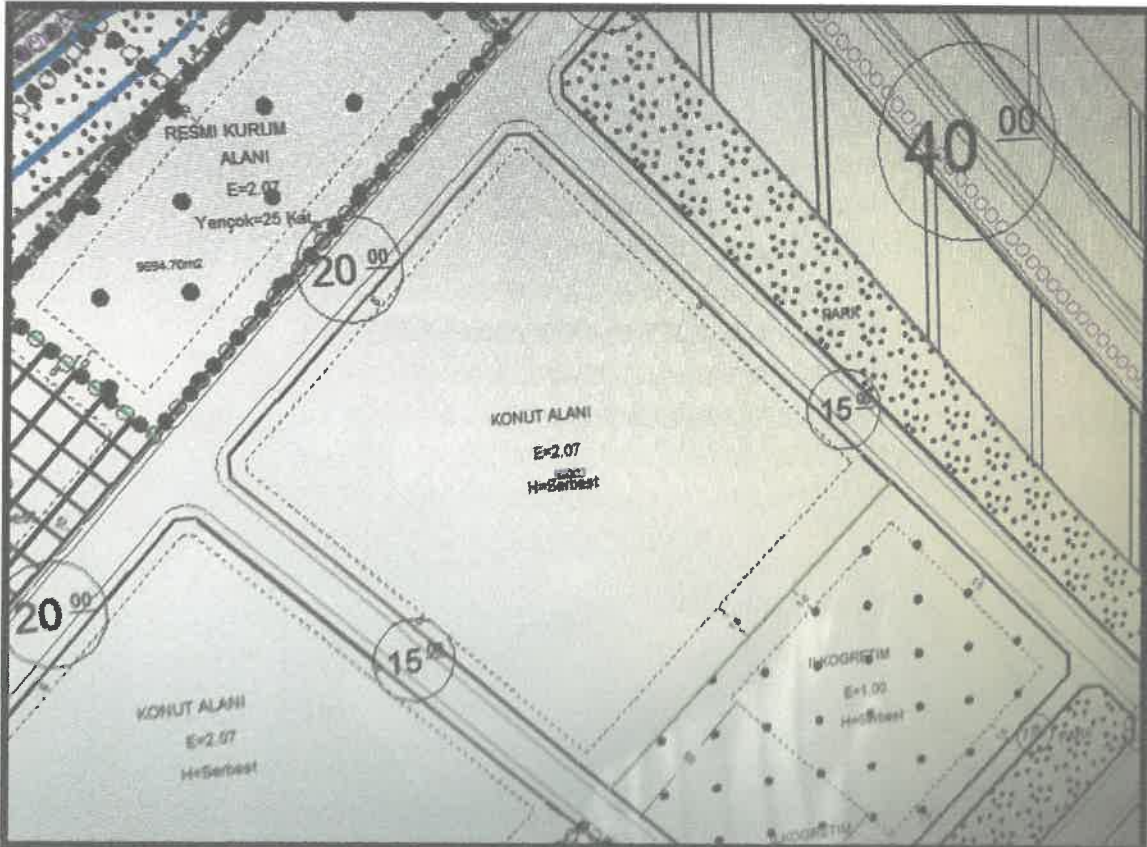 RESMI KURUM
ALANI
E=2.07
Yençok=25 Kat
9694.70m2
20 00
40 00
PARK
15 00
KONUT ALANI
E=2.07
H=Serbest
20 00
15 00
KONUT ALANI
E=2.07
H=Serbest
ILKOGRETIM
E=1.00
H=Serbest
ILKOGRETIM